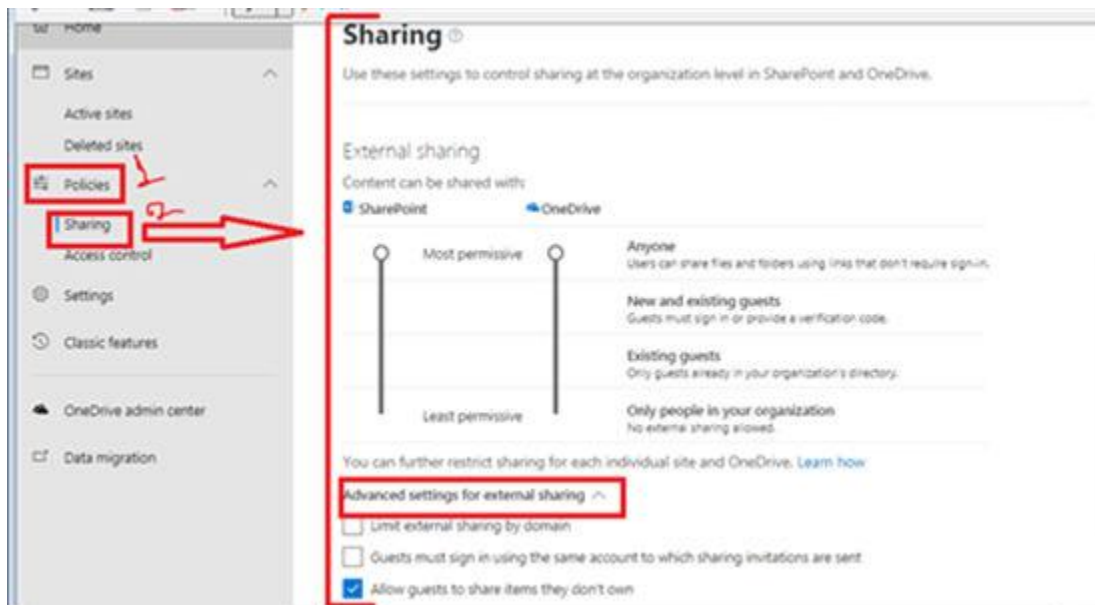 Home
Sites
Active sites
Deleted sites
1
Policies
2
Sharing
Access control
Settings
Classic features
OneDrive admin center
Data migration
Sharing
Use these settings to control sharing at the organization level in SharePoint and OneDrive.
External sharing
Content can be shared with:
SharePoint OneDrive
Most permissive
Anyone
Users can share files and folders using links that don't require sign-in.
New and existing guests
Guests must sign in or provide a verification code.
Existing guests
Only guests already in your organization's directory.
Least permissive
Only people in your organization
No external sharing allowed.
You can further restrict sharing for each individual site and OneDrive. Learn how
Advanced settings for external sharing
Limit external sharing by domain
Guests must sign in using the same account to which sharing invitations are sent
Allow guests to share items they don't own